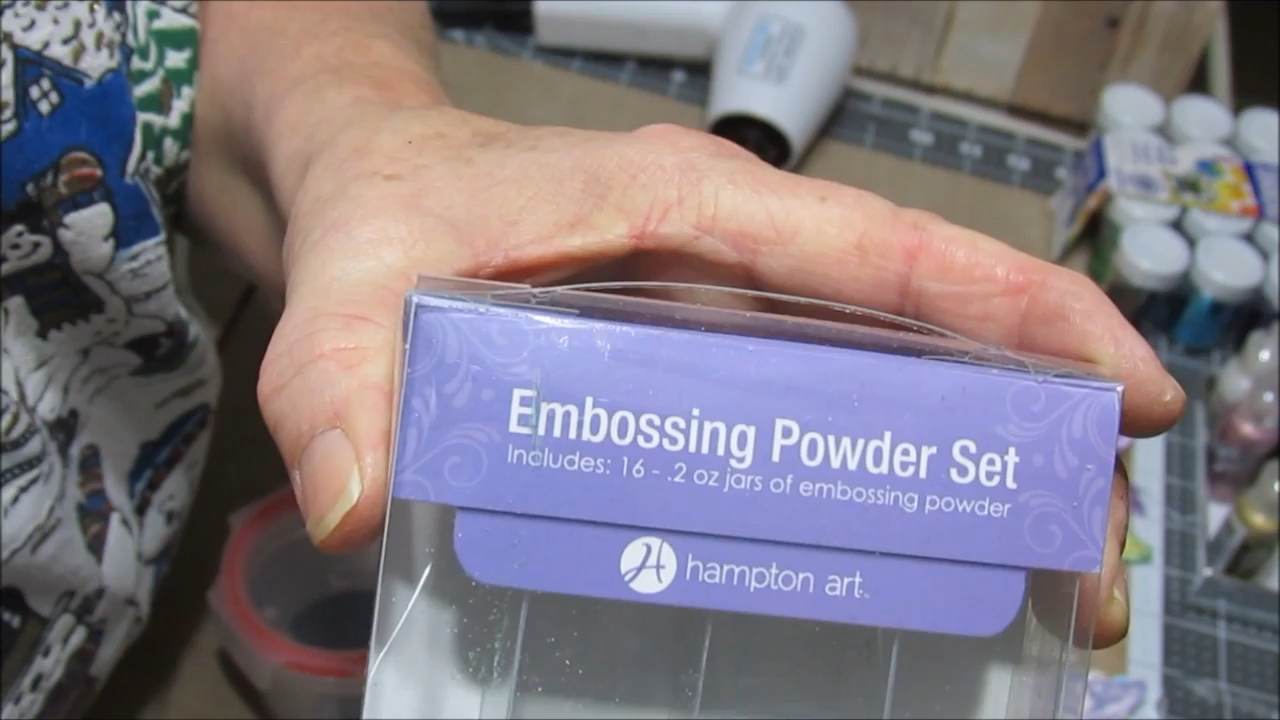 Embossing Powder Set
Includes: 16 - .2 oz jars of embossing powder
hampton art